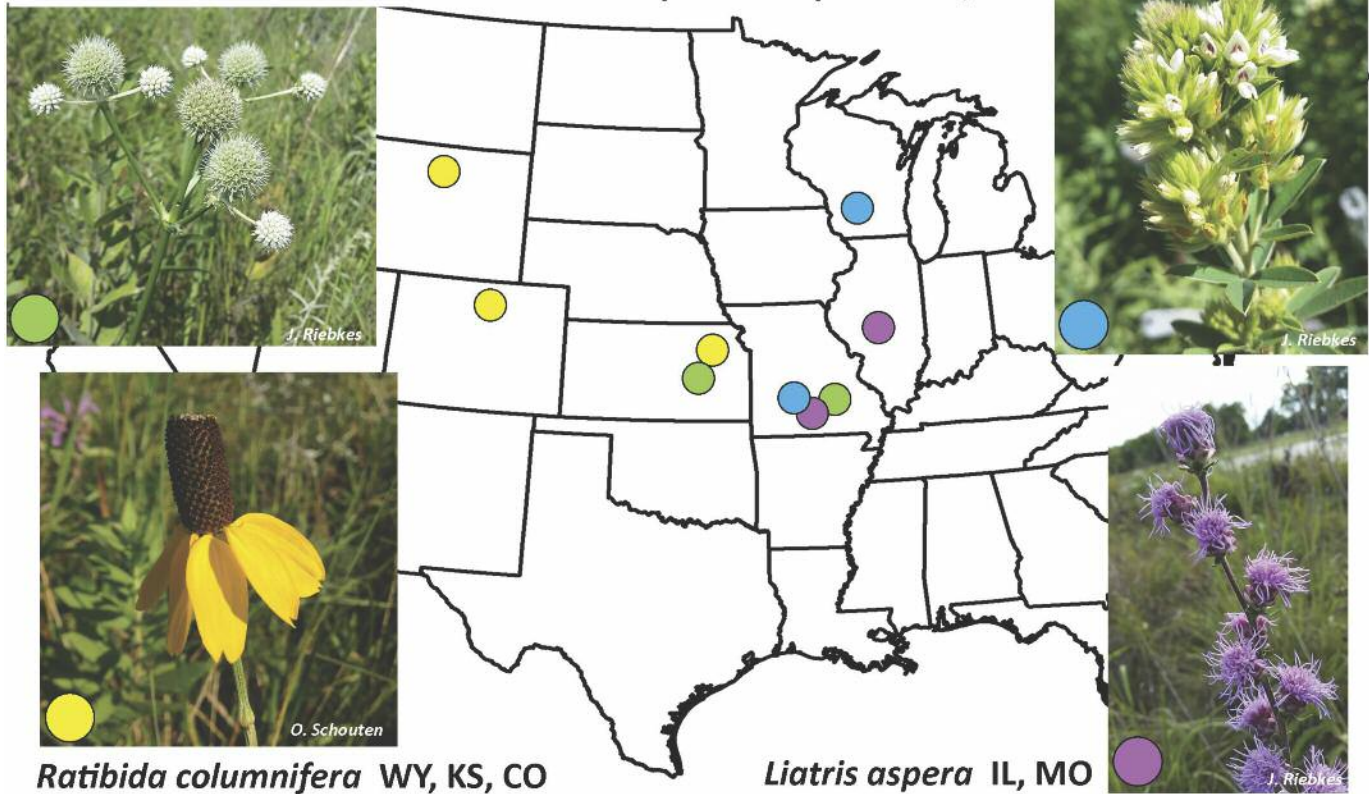 J. Riebkes
J. Riebkes
O. Schouten
J. Riebkes
Ratibida columnifera WY, KS, CO
Liatris aspera IL, MO